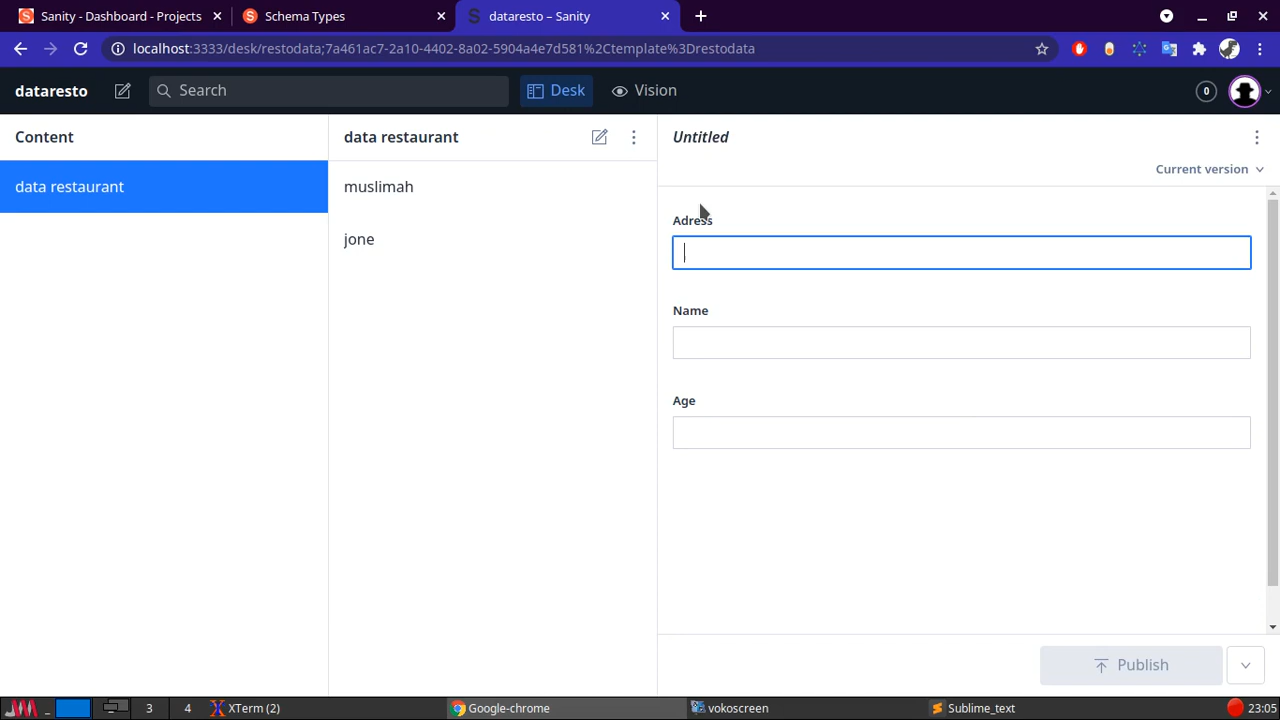 Sanity - Dashboard - Projects
Schema Types
dataresto – Sanity
localhost:3333/desk/restodata;7a461ac7-2a10-4402-8a02-5904a4e7d581%2Ctemplate%3Drestodata
dataresto
Search
Desk
Vision
0
Content
data restaurant
Untitled
Current version
data restaurant
muslimah
jone
Adress
Name
Age
Publish
3
4
XTerm (2)
Google-chrome
vokoscreen
Sublime_text
23:05